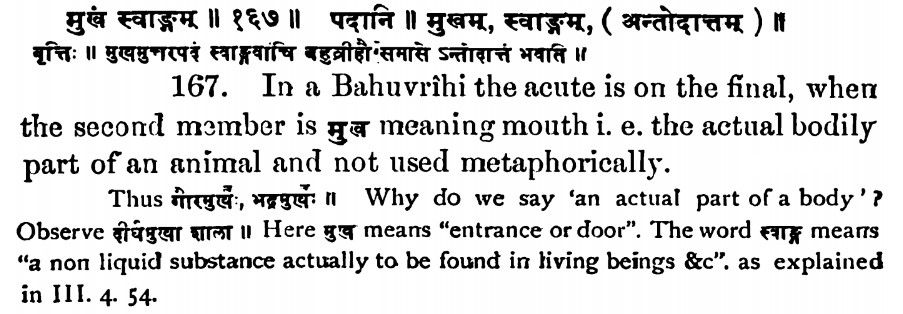 मुखं स्वाङ्गम् ॥ १६७ ॥ पदानि ॥ मुखम्, स्वाङ्गम्, ( अन्तोदात्तम् ) ॥
वृत्तिः ॥ मुखमुत्तरपदं स्वाङ्गवाचि बहुव्रीहौ समासे ऽन्तोदात्तं भवति ॥
167. In a Bahuvrîhi the acute is on the final, when
the second member is मुख meaning mouth i. e. the actual bodily
part of an animal and not used metaphorically.
Thus गौरमुखः॑, भद्रमुखः॑ ॥ Why do we say 'an actual part of a body'?
Observe दीर्घमुखा शाला ॥ Here मुख means "entrance or door". The word स्वाङ्ग means
"a non liquid substance actually to be found in living beings &c". as explained
in III. 4. 54.